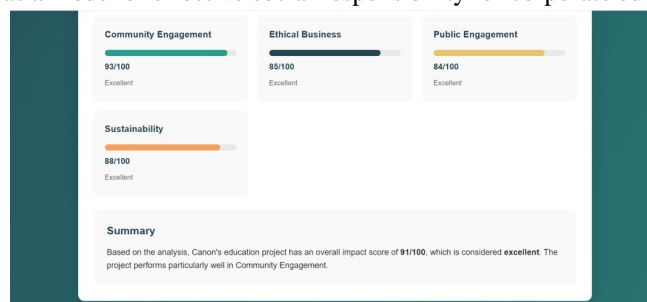 Community Engagement
93/100
Excellent
Ethical Business
85/100
Excellent
Public Engagement
84/100
Excellent
Sustainability
88/100
Excellent
Summary
Based on the analysis, Canon's education project has an overall impact score of 91/100, which is considered excellent. The
project performs particularly well in Community Engagement.